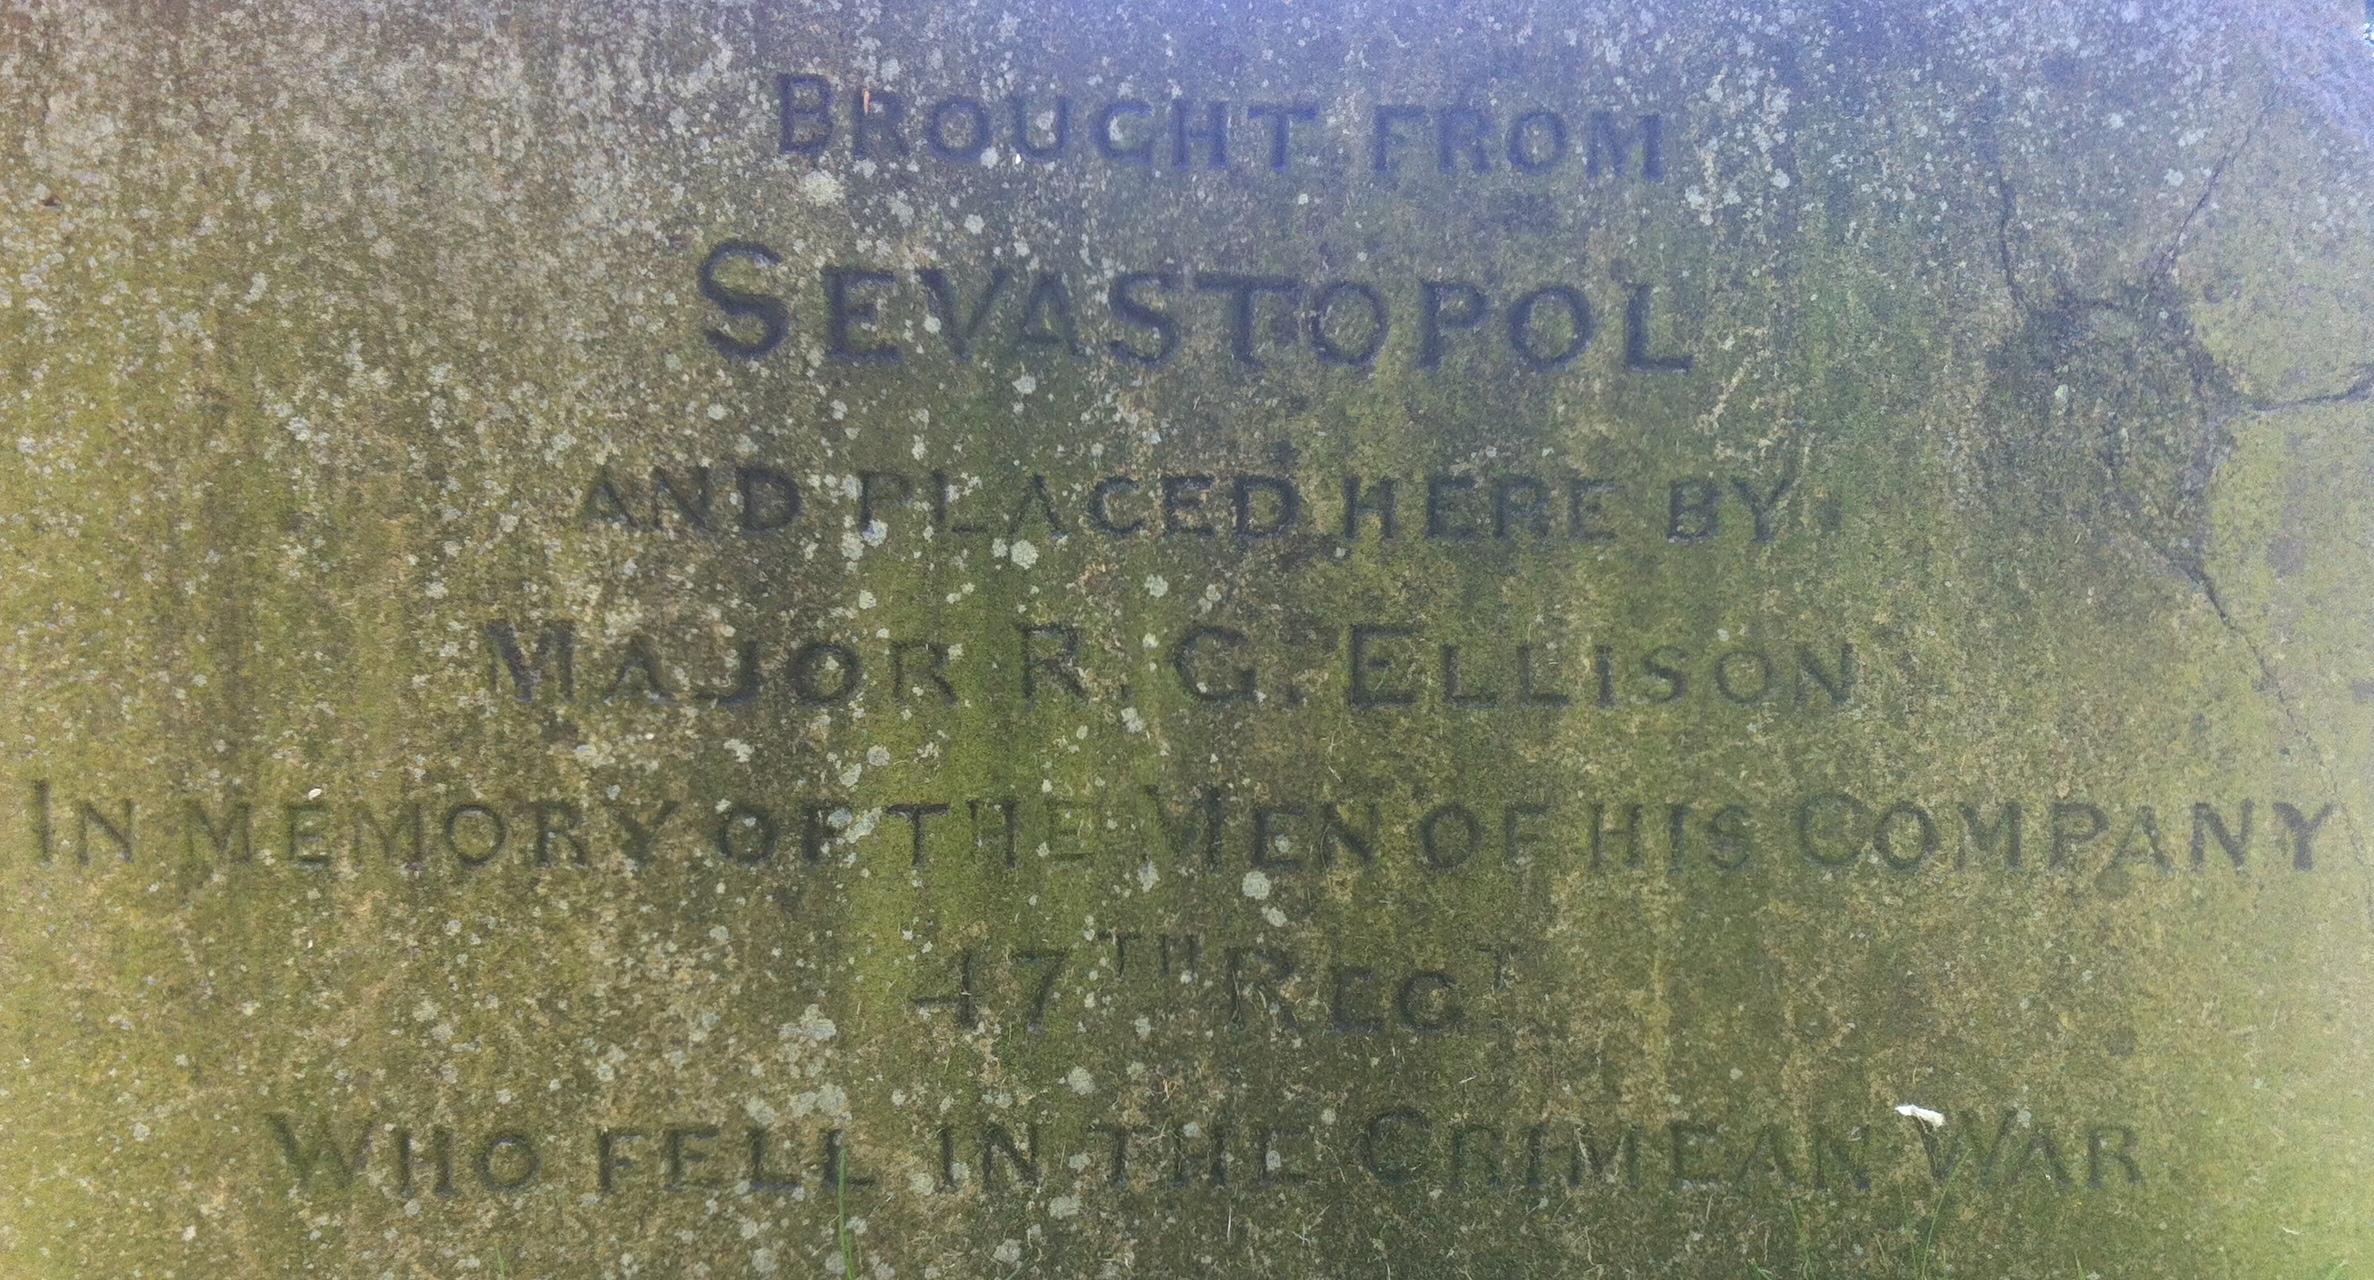 BROUGHT FROM
SEVASTOPOL
AND PLACED HERE BY
MAJOR R. G. ELLISON
IN MEMORY OF THE MEN OF HIS COMPANY
47TH REGT
WHO FELL IN THE CRIMEAN WAR